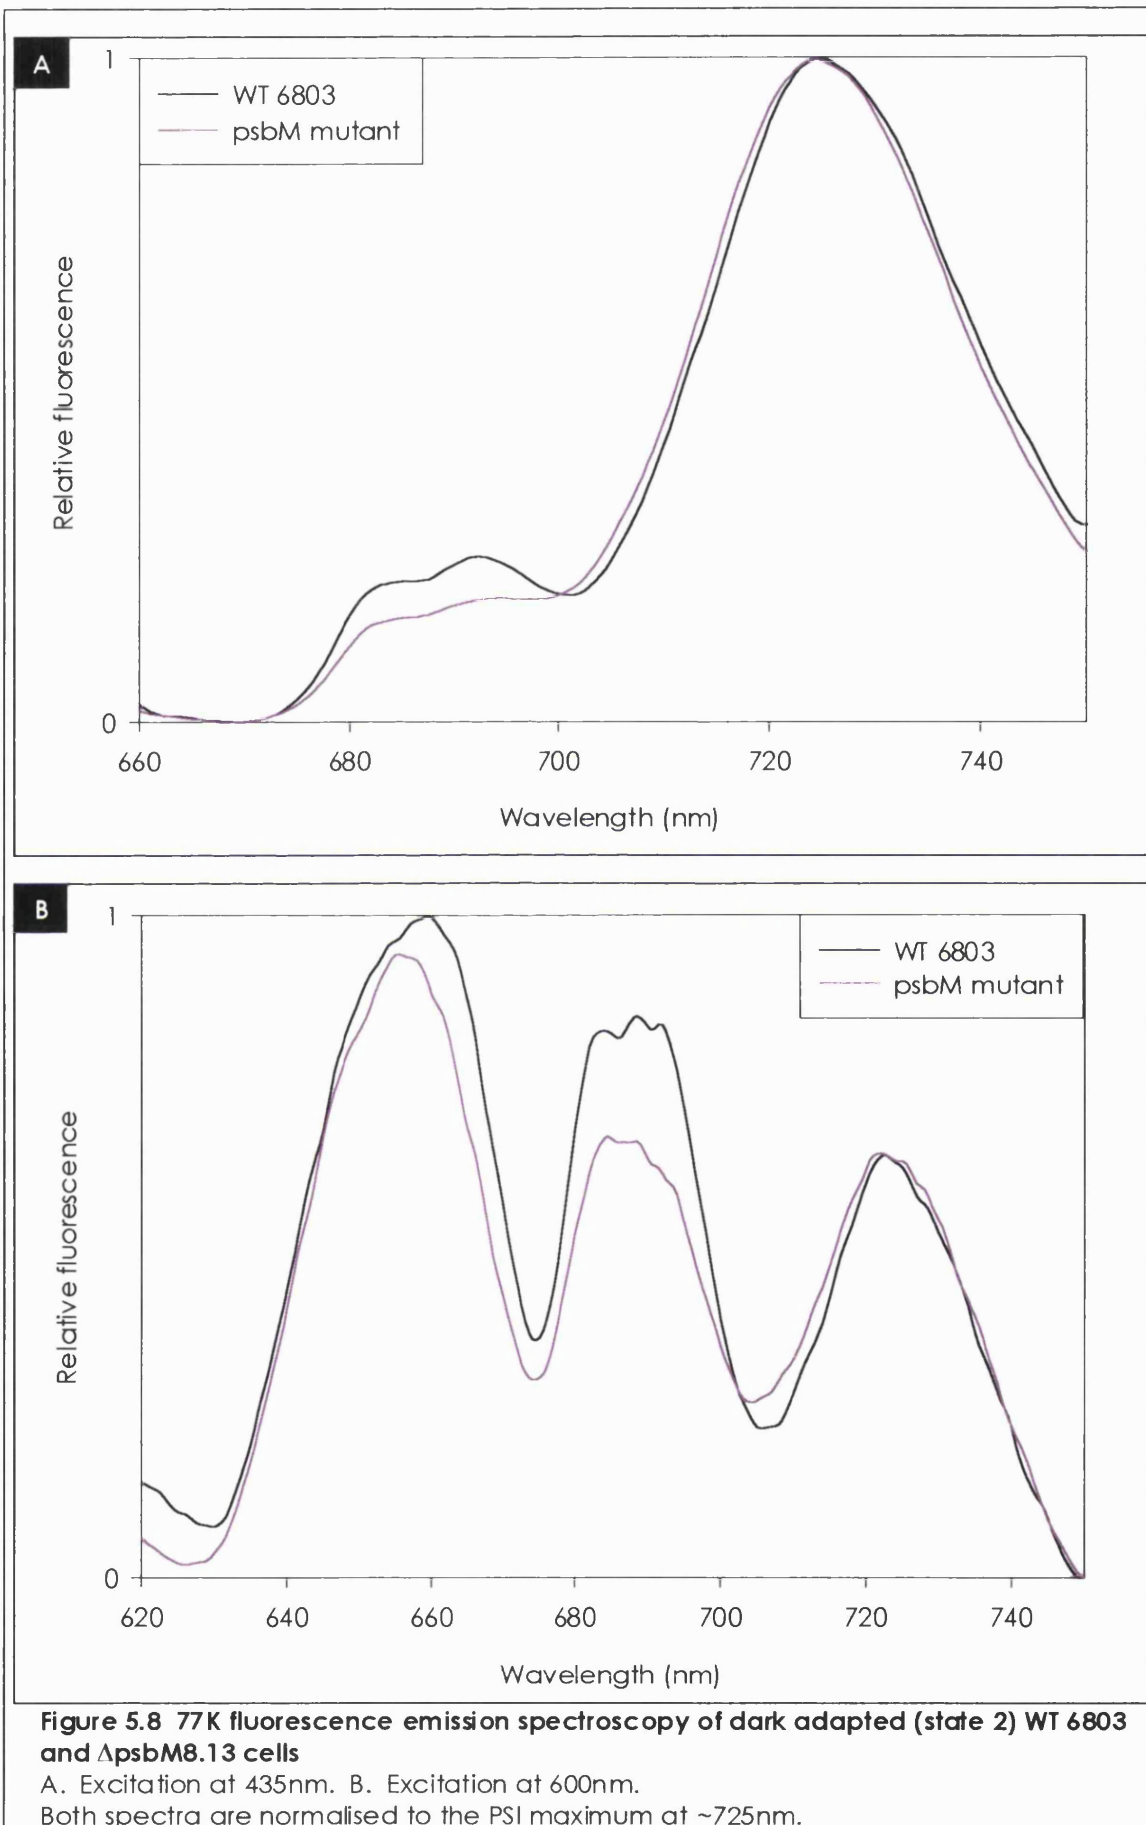 A
1
WT 6803
psbM mutant
Relative fluorescence
0
660 680 700 720 740
Wavelength (nm)
B
1
WT 6803
psbM mutant
Relative fluorescence
0
620 640 660 680 700 720 740
Wavelength (nm)
Figure 5.8 77K fluorescence emission spectroscopy of dark adapted (state 2) WT 6803
and ΔpsbM8.13 cells
A. Excitation at 435nm. B. Excitation at 600nm.
Both spectra are normalised to the PSI maximum at ~725nm.